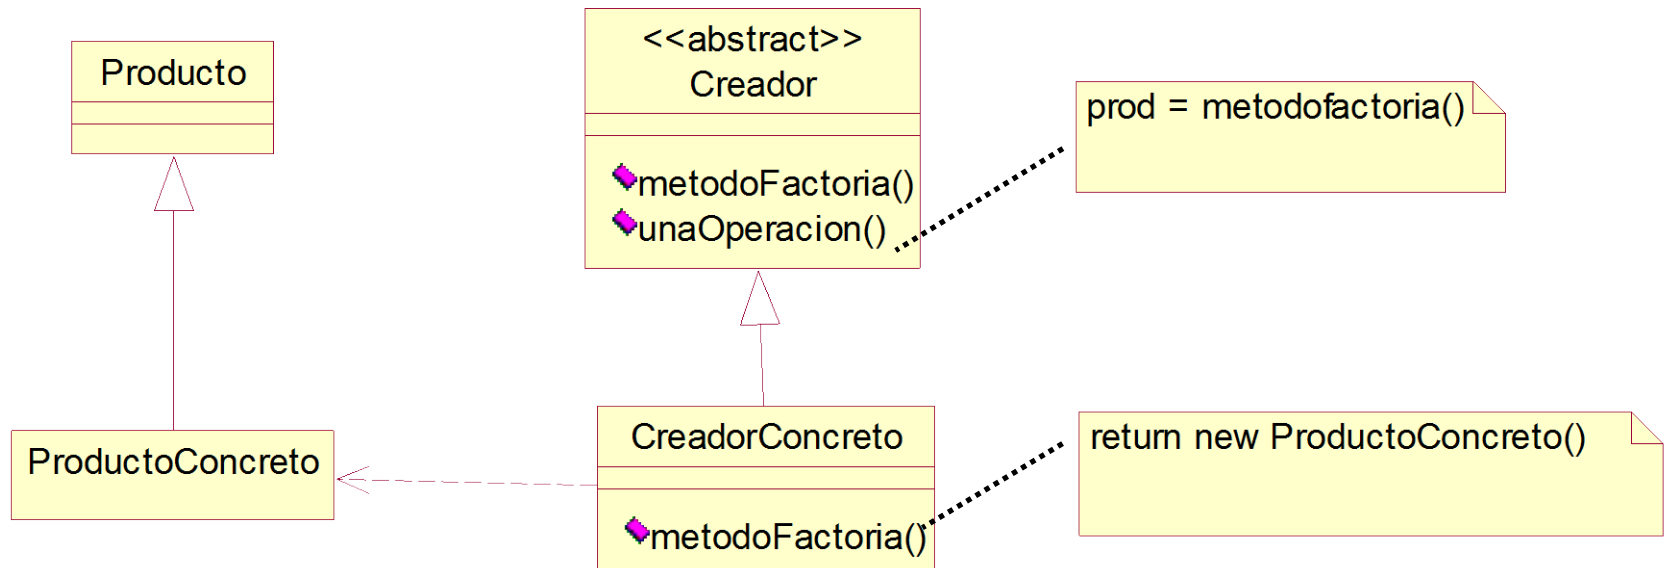 Producto
<<abstract>>
Creador
metodoFactoria()
unaOperacion()
prod = metodofactoria()
ProductoConcreto
CreadorConcreto
metodoFactoria()
return new ProductoConcreto()